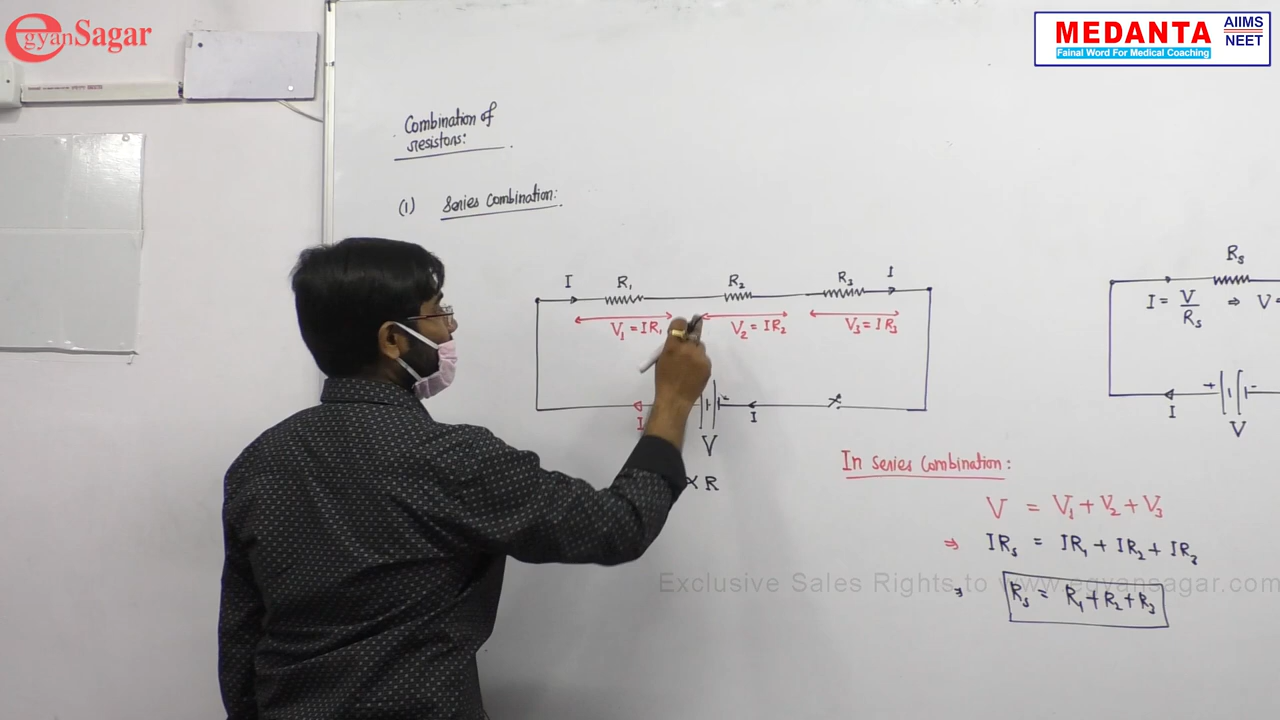 egyanSagar
MEDANTA AIIMS
NEET
Fainal Word For Medical Coaching
Combination of
resistors:
(1) Series Combination:
I R₁ R₂ R₃ I
V₁ = IR₁ V₂ = IR₂ V₃ = IR₃
I I
V
∝ R
Rs
I = V/Rs ⇒ V =
+ -
I V
In series Combination:
V = V₁ + V₂ + V₃
⇒ IRs = IR₁ + IR₂ + IR₃
⇒ Rs = R₁ + R₂ + R₃
Exclusive Sales Rights to www.egyansagar.com